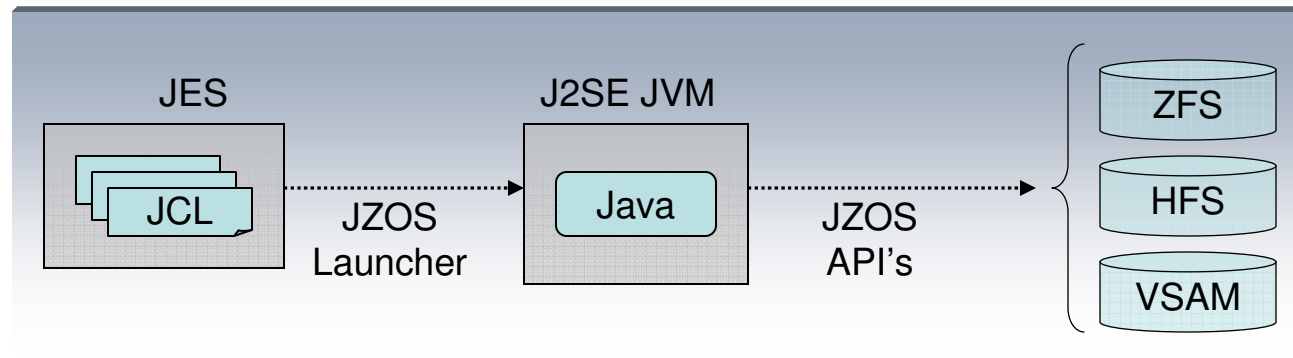 JES
JCL
JZOS
Launcher
J2SE JVM
Java
JZOS
API's
ZFS
HFS
VSAM